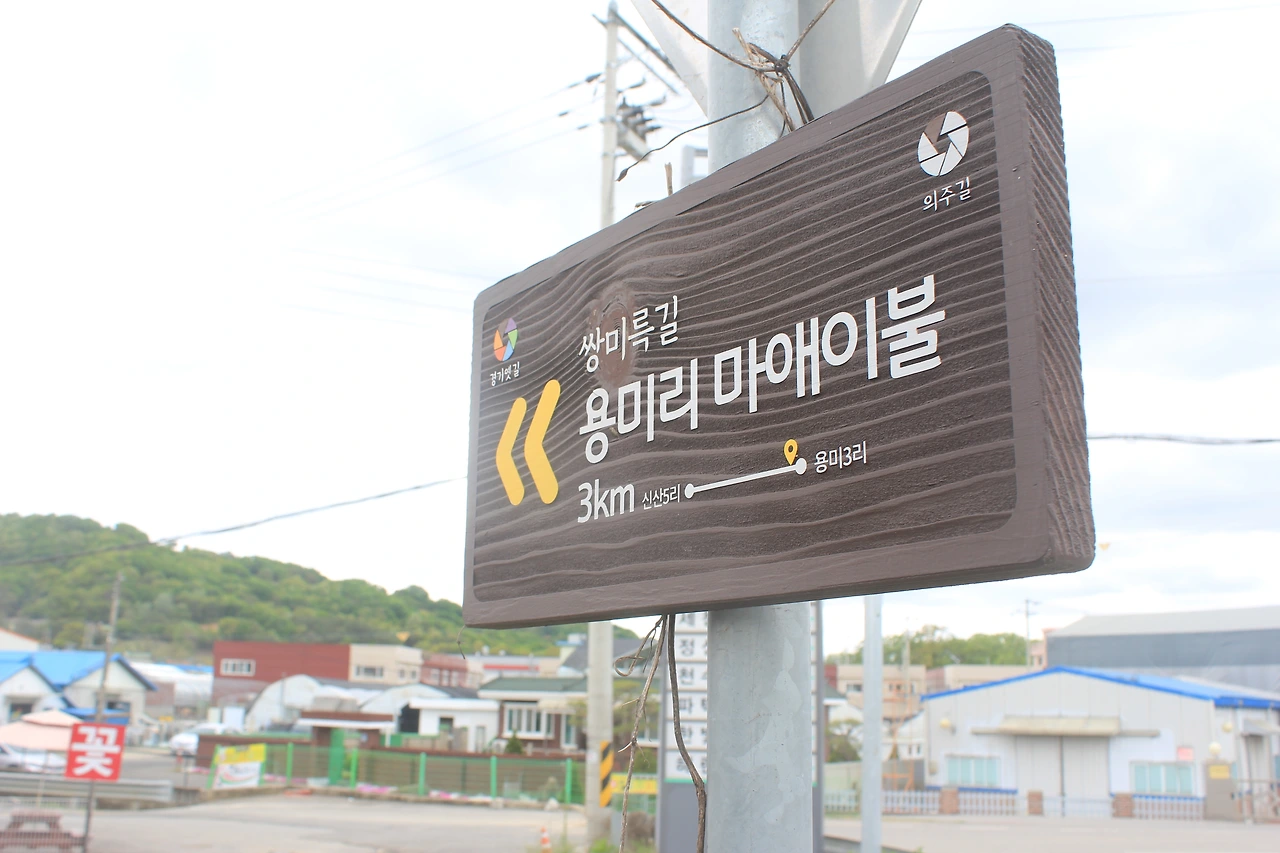 의주길
경기옛길
쌍미륵길
용미리 마애이불
3km 신산5리 용미3리
꽃